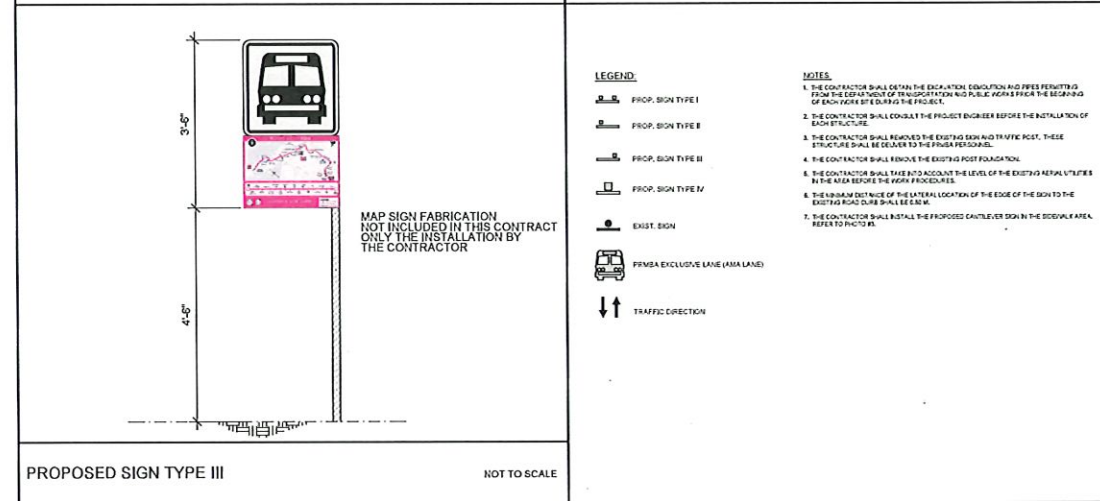 3'-6"
4'-6"
MAP SIGN FABRICATION
NOT INCLUDED IN THIS CONTRACT
ONLY THE INSTALLATION BY
THE CONTRACTOR
PROPOSED SIGN TYPE III
NOT TO SCALE
LEGEND:
PROP. SIGN TYPE I
PROP. SIGN TYPE II
PROP. SIGN TYPE III
PROP. SIGN TYPE IV
EXIST. SIGN
PRMBA EXCLUSIVE LANE (AMA LANE)
TRAFFIC DIRECTION
NOTES
1. THE CONTRACTOR SHALL OBTAIN THE EXCAVATION, DEMOLITION AND PIPES PERMITTING
FROM THE DEPARTMENT OF TRANSPORTATION AND PUBLIC WORKS PRIOR THE BEGINNING
OF EACH WORK SITE DURING THE PROJECT.
2. THE CONTRACTOR SHALL CONSULT THE PROJECT ENGINEER BEFORE THE INSTALLATION OF
EACH STRUCTURE.
3. THE CONTRACTOR SHALL REMOVED THE EXISTING SIGN AND TRAFFIC POST, THESE
STRUCTURE SHALL BE DELIVER TO THE PRMBA PERSONNEL.
4. THE CONTRACTOR SHALL REMOVE THE EXISTING POST FOUNDATION.
5. THE CONTRACTOR SHALL TAKE INTO ACCOUNT THE LEVEL OF THE EXISTING AERIAL UTILITIES
IN THE AREA BEFORE THE WORK PROCEDURES.
6. THE MINIMUM DISTANCE OF THE LATERAL LOCATION OF THE EDGE OF THE SIGN TO THE
EXISTING ROAD CURB SHALL BE M.
7. THE CONTRACTOR SHALL INSTALL THE PROPOSED CANTILEVER SIGN IN THE SIDEWALK AREA,
REFER TO PHOTO